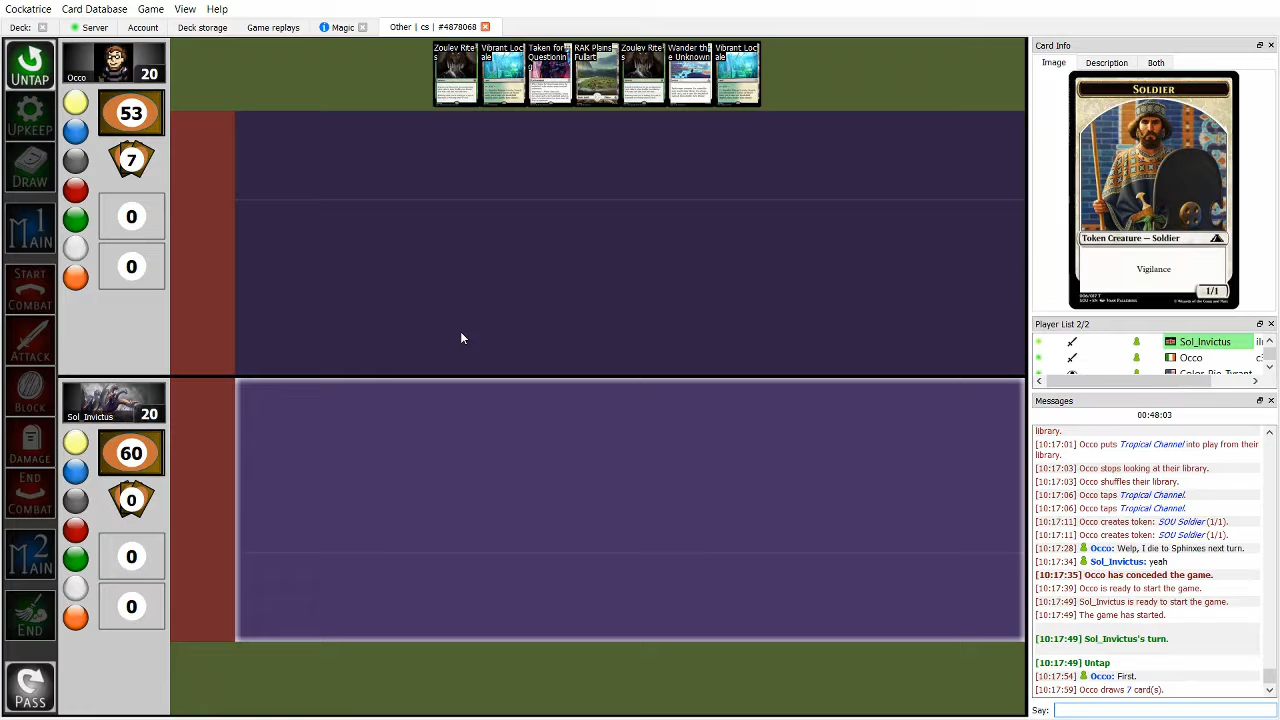 Cockatrice Card Database Game View Help
Deck: Server Account Deck storage Game replays Magic Other | cs | #4878068
UNTAP
UPKEEP
DRAW
M1 MAIN
START
COMBAT
ATTACK
BLOCK
DAMAGE
END
COMBAT
M2 MAIN
END
PASS
Occo 20
53
7
0
0
Zoulev Rites
Vibrant Locale
Taken for Questioning
RAK Plains Fullart
Zoulev Rites
Wander the Unknown
Vibrant Locale
Sol_Invictus 20
60
0
0
0
Card Info
Image Description Both
SOLDIER
Token Creature — Soldier
Vigilance
1/1
Player List 2/2
Sol_Invictus
Occo
Color_Pie_Tyrant
Messages
00:48:03
library.
[10:17:01] Occo puts Tropical Channel into play from their
library.
[10:17:03] Occo stops looking at their library.
[10:17:03] Occo shuffles their library.
[10:17:06] Occo taps Tropical Channel.
[10:17:06] Occo taps Tropical Channel.
[10:17:11] Occo creates token: SOU Soldier (1/1).
[10:17:11] Occo creates token: SOU Soldier (1/1).
[10:17:28] Occo: Welp, I die to Sphinxes next turn.
[10:17:34] Sol_Invictus: yeah
[10:17:35] Occo has conceded the game.
[10:17:39] Occo is ready to start the game.
[10:17:49] Sol_Invictus is ready to start the game.
[10:17:49] The game has started.
[10:17:49] Sol_Invictus's turn.
[10:17:49] Untap
[10:17:54] Occo: First.
[10:17:59] Occo draws 7 card(s).
Say: